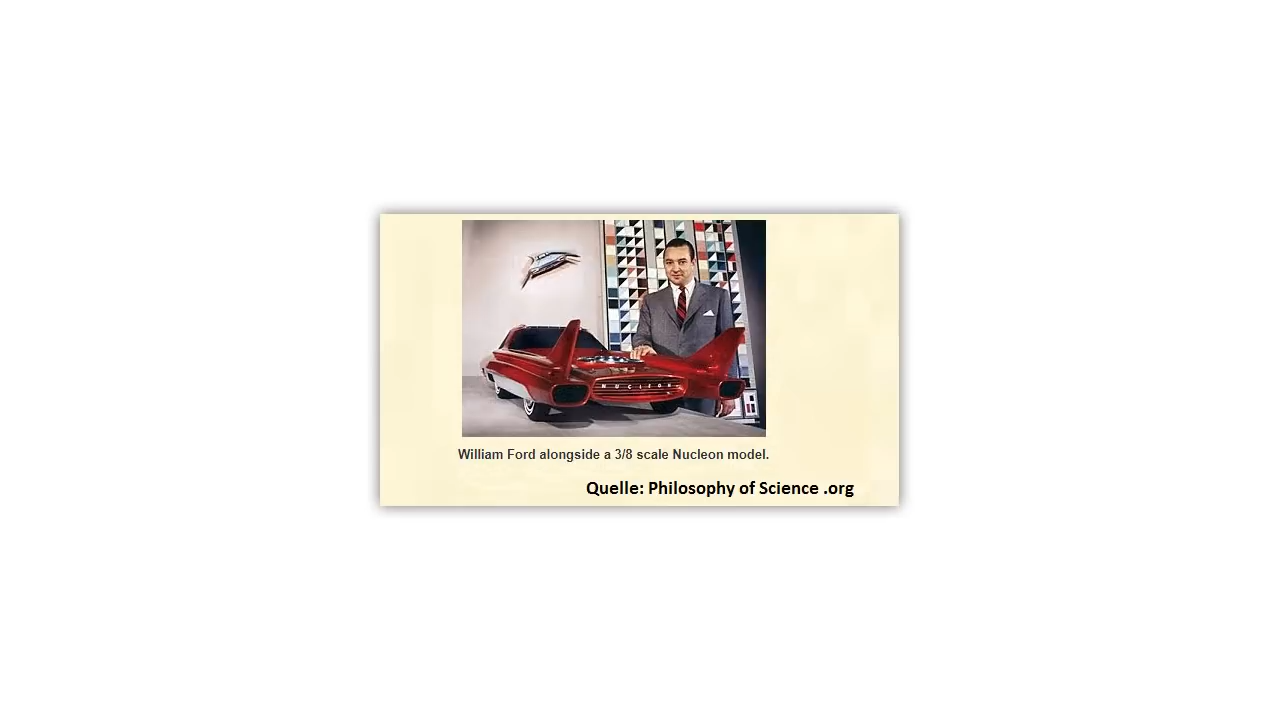 NUCLEON
William Ford alongside a 3/8 scale Nucleon model.
Quelle: Philosophy of Science .org